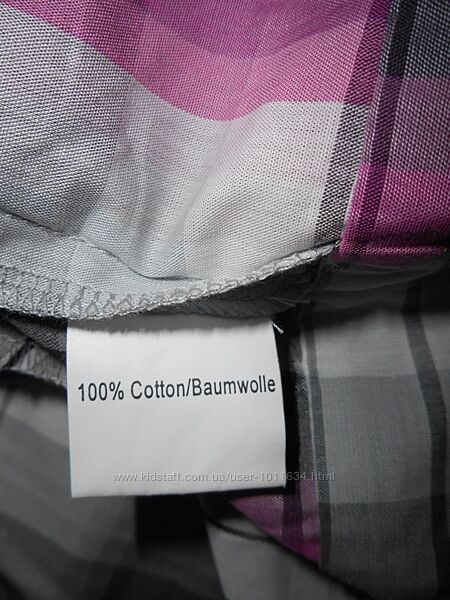 100% Cotton/Baumwolle
www.kidstaff.com.ua/user-1011634.html